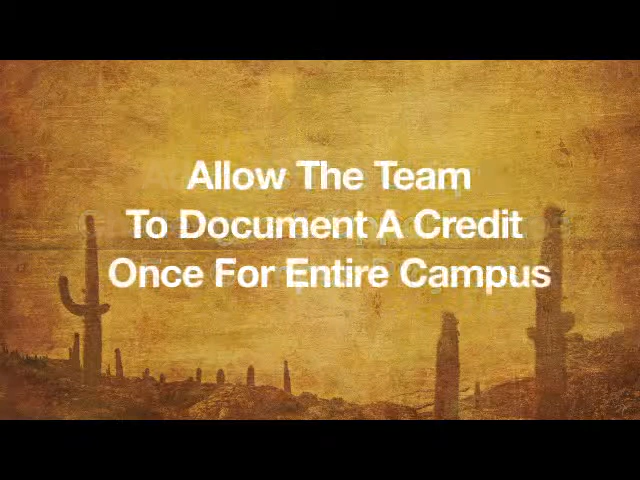 Allow The Team
To Document A Credit
Once For Entire Campus